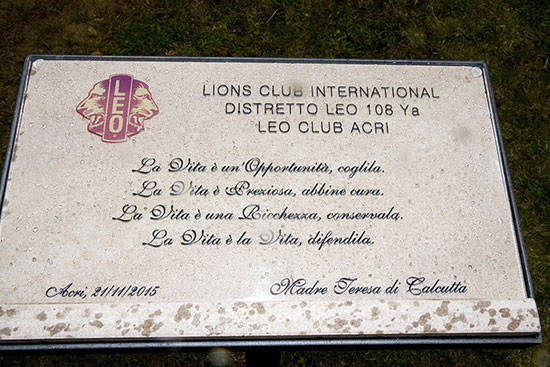 LEO
LIONS CLUB INTERNATIONAL
DISTRETTO LEO 108 Ya
LEO CLUB ACRI
La Vita è un'Opportunità, coglila.
La Vita è Preziosa, abbine cura.
La Vita è una Ricchezza, conservala.
La Vita è la Vita, difendila.
Acri, 21/11/2015
Madre Teresa di Calcutta